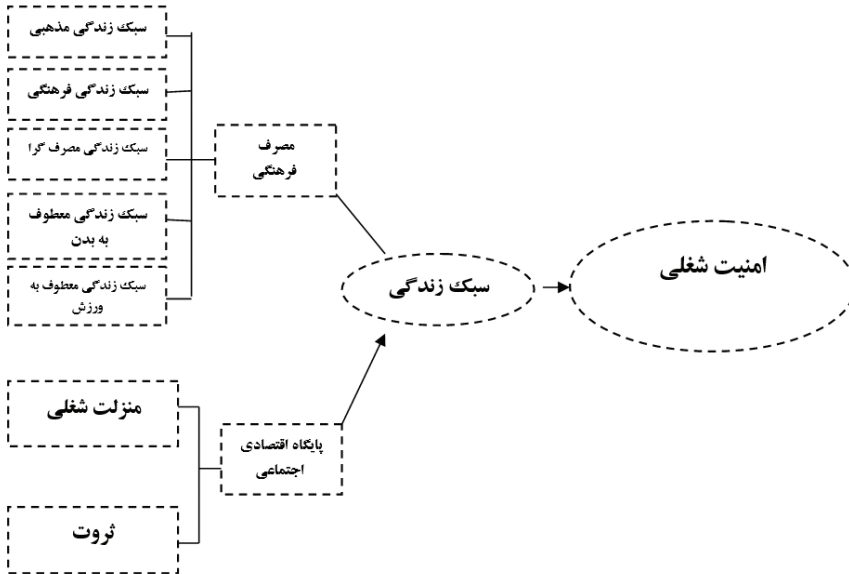 سبک زندگی مذهبی
سبک زندگی فرهنگی
سبک زندگی مصرف گرا
سبک زندگی معطوف
به بدن
سبک زندگی معطوف به
ورزش
مصرف
فرهنگی
سبک زندگی
امنیت شغلی
منزلت شغلی
ثروت
پایگاه اقتصادی
اجتماعی